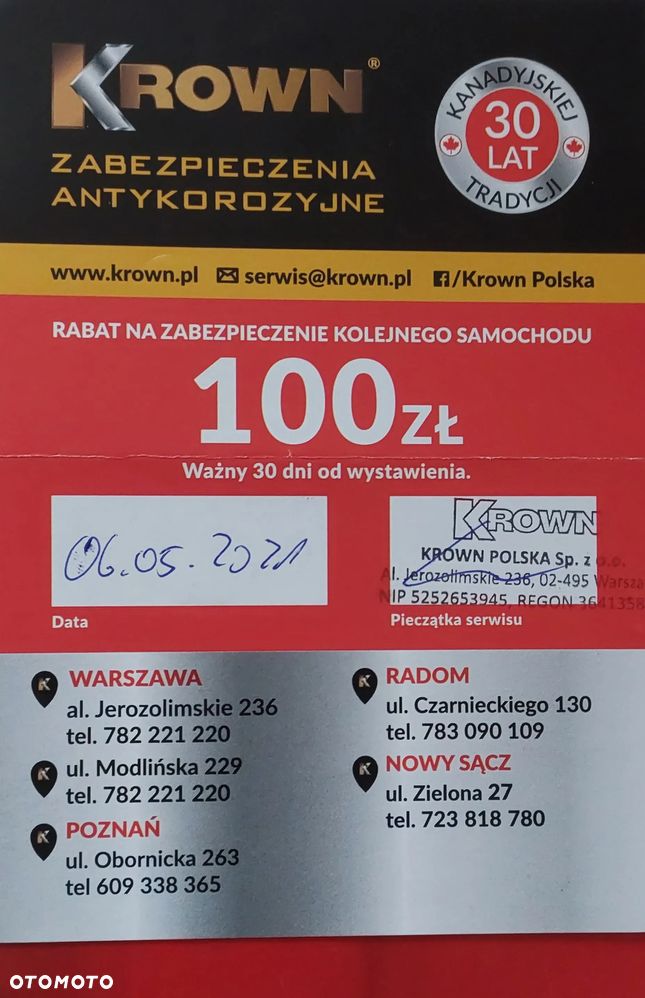 KROWN®
ZABEZPIECZENIA
ANTYKOROZYJNE
KANADYJSKIEJ
30
LAT
TRADYCJI
www.krown.pl serwis@krown.pl /Krown Polska
RABAT NA ZABEZPIECZENIE KOLEJNEGO SAMOCHODU
100ZŁ
Ważny 30 dni od wystawienia.
06.05.2021
Data
KROWN
KROWN POLSKA Sp. z o.o.
Al. Jerozolimskie 236, 02-495 Warsza
NIP 5252653945, REGON 3641358
Pieczątka serwisu
WARSZAWA
al. Jerozolimskie 236
tel. 782 221 220
ul. Modlińska 229
tel. 782 221 220
POZNAŃ
ul. Obornicka 263
tel 609 338 365
RADOM
ul. Czarnieckiego 130
tel. 783 090 109
NOWY SĄCZ
ul. Zielona 27
tel. 723 818 780
OTOMOTO